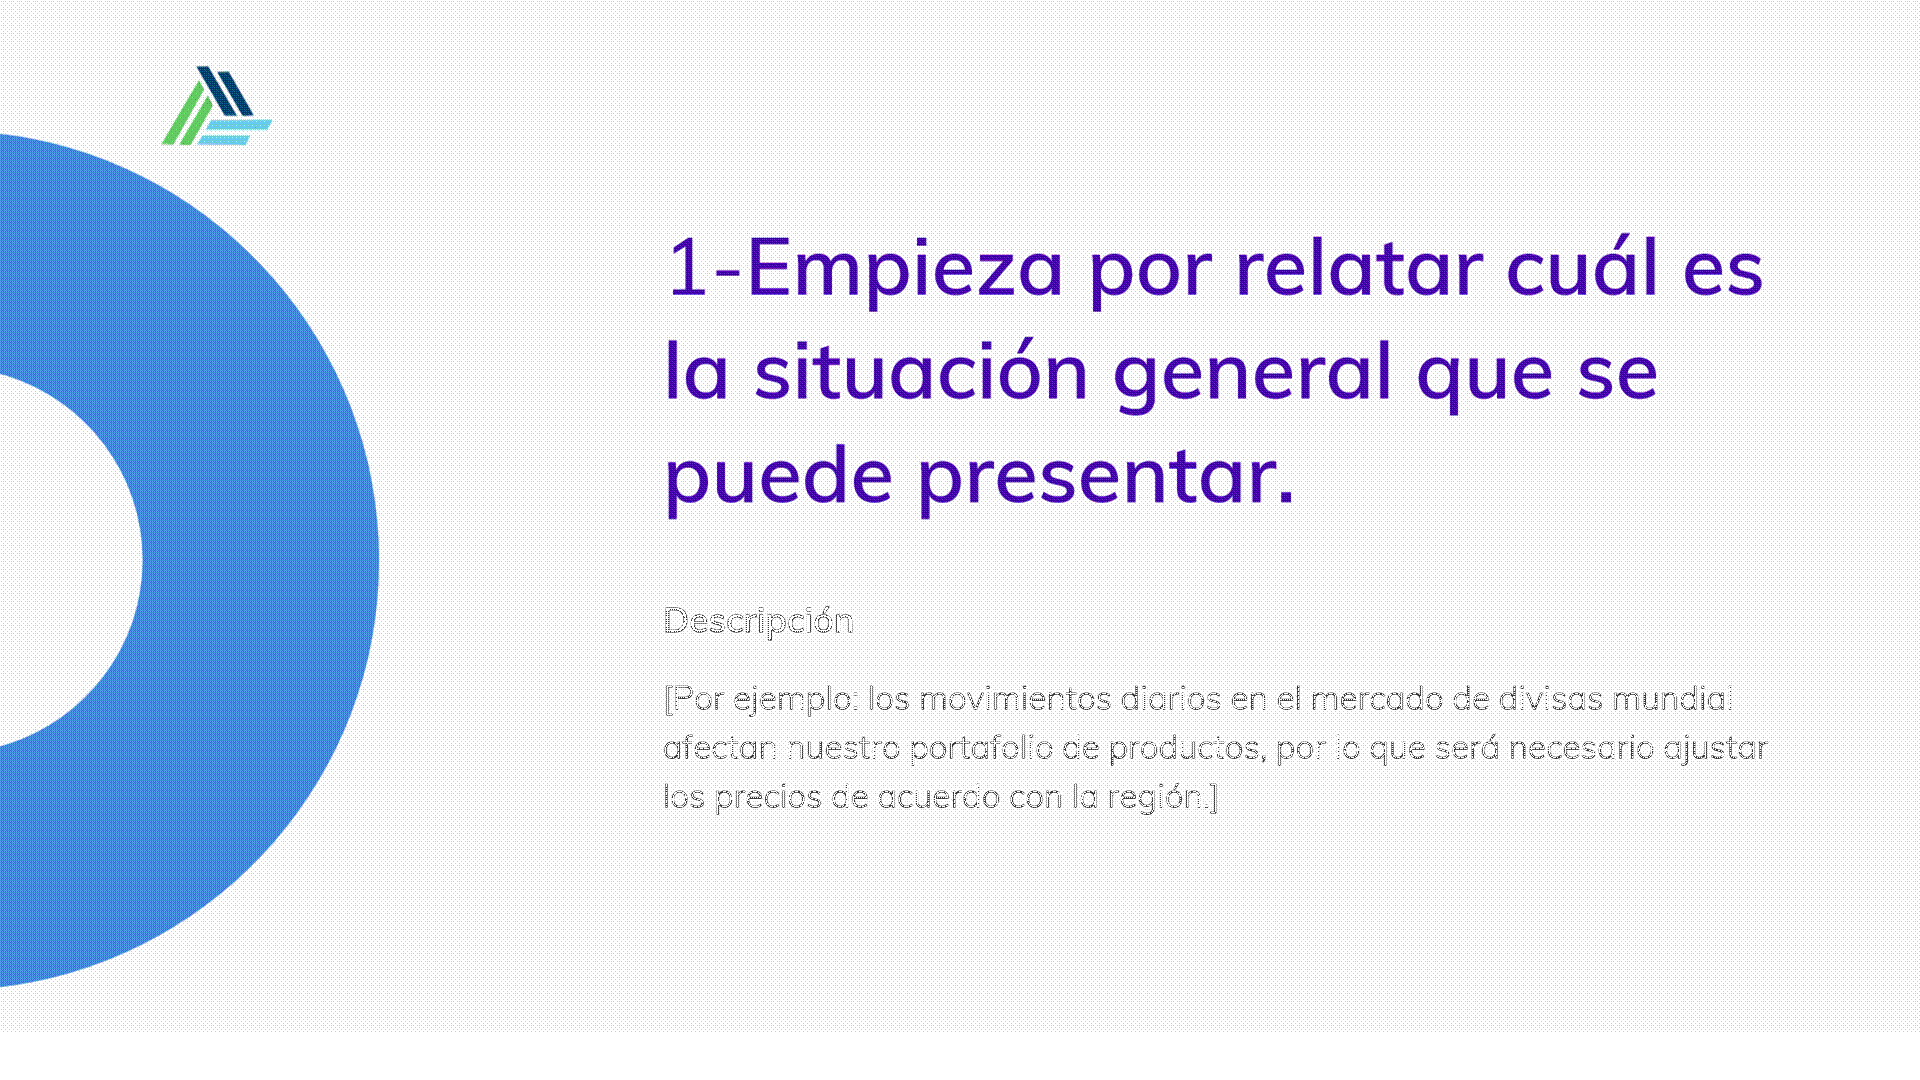 1-Empieza por relatar cuál es
la situación general que se
puede presentar.
Descripción
[Por ejemplo: los movimientos diarios en el mercado de divisas mundial
afectan nuestro portafolio de productos, por lo que será necesario ajustar
los precios de acuerdo con la región.]